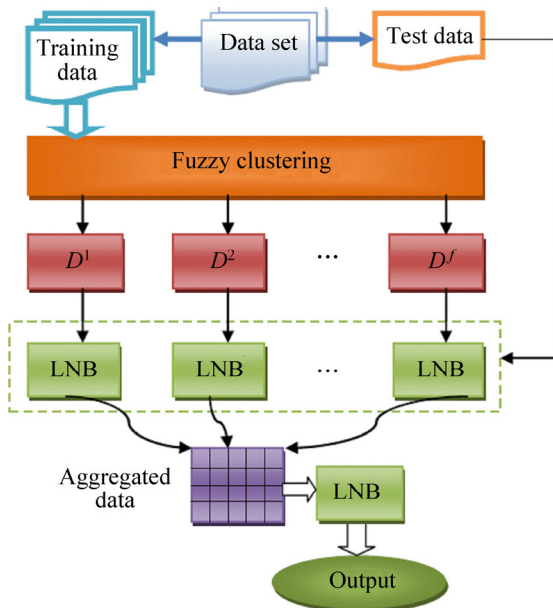 Training
data
Data set
Test data
Fuzzy clustering
D¹
D²
...
Dᶠ
LNB
LNB
...
LNB
Aggregated
data
LNB
Output